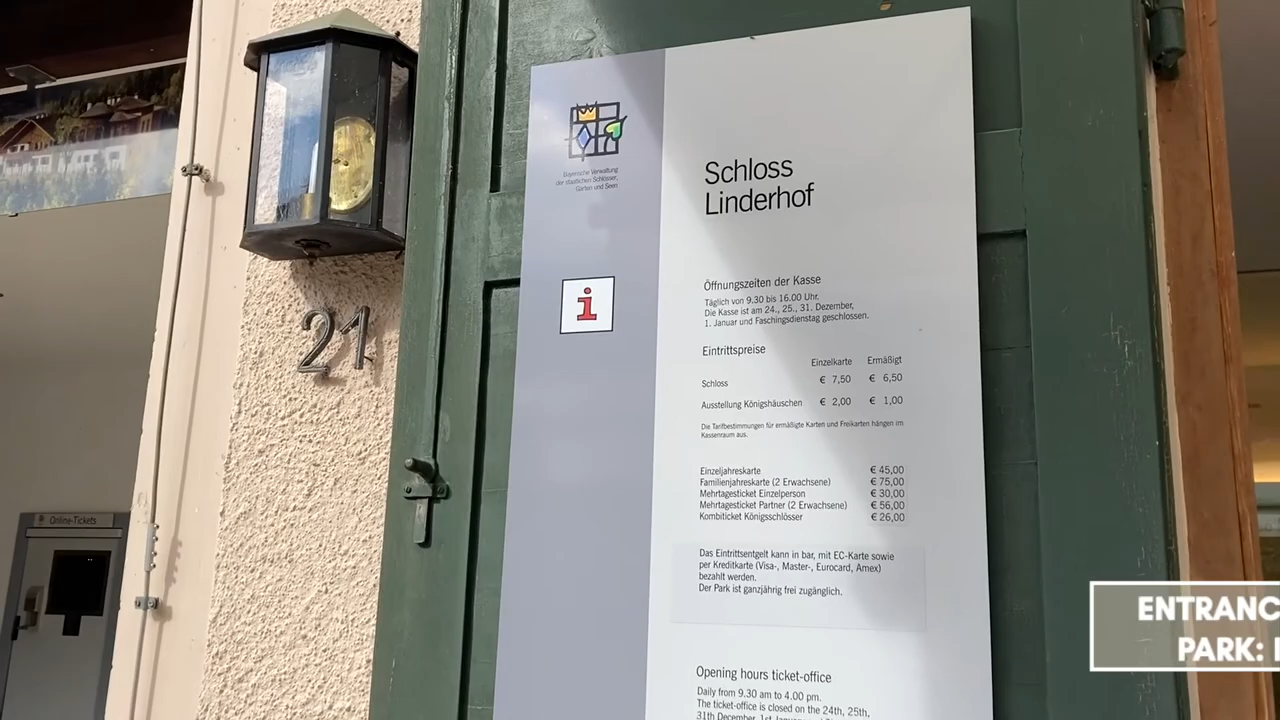 Bayerische Verwaltung
der staatlichen Schlösser,
Gärten und Seen
Schloss
Linderhof
i
21
Öffnungszeiten der Kasse
Täglich von 9.30 bis 16.00 Uhr.
Die Kasse ist am 24., 25., 31. Dezember,
1. Januar und Faschingsdienstag geschlossen.
Eintrittspreise
Einzelkarte Ermäßigt
Schloss € 7,50 € 6,50
Ausstellung Königshäuschen € 2,00 € 1,00
Die Tarifbestimmungen für ermäßigte Karten und Freikarten hängen im
Kassenraum aus.
Einzeljahreskarte € 45,00
Familienjahreskarte (2 Erwachsene) € 75,00
Mehrtagesticket Einzelperson € 30,00
Mehrtagesticket Partner (2 Erwachsene) € 56,00
Kombiticket Königsschlösser € 26,00
Online-Tickets
Das Eintrittsentgelt kann in bar, mit EC-Karte sowie
per Kreditkarte (Visa-, Master-, Eurocard, Amex)
bezahlt werden.
Der Park ist ganzjährig frei zugänglich.
ENTRANC
PARK:
Opening hours ticket-office
Daily from 9.30 am to 4.00 pm.
The ticket-office is closed on the 24th, 25th,
31th December, 1st January